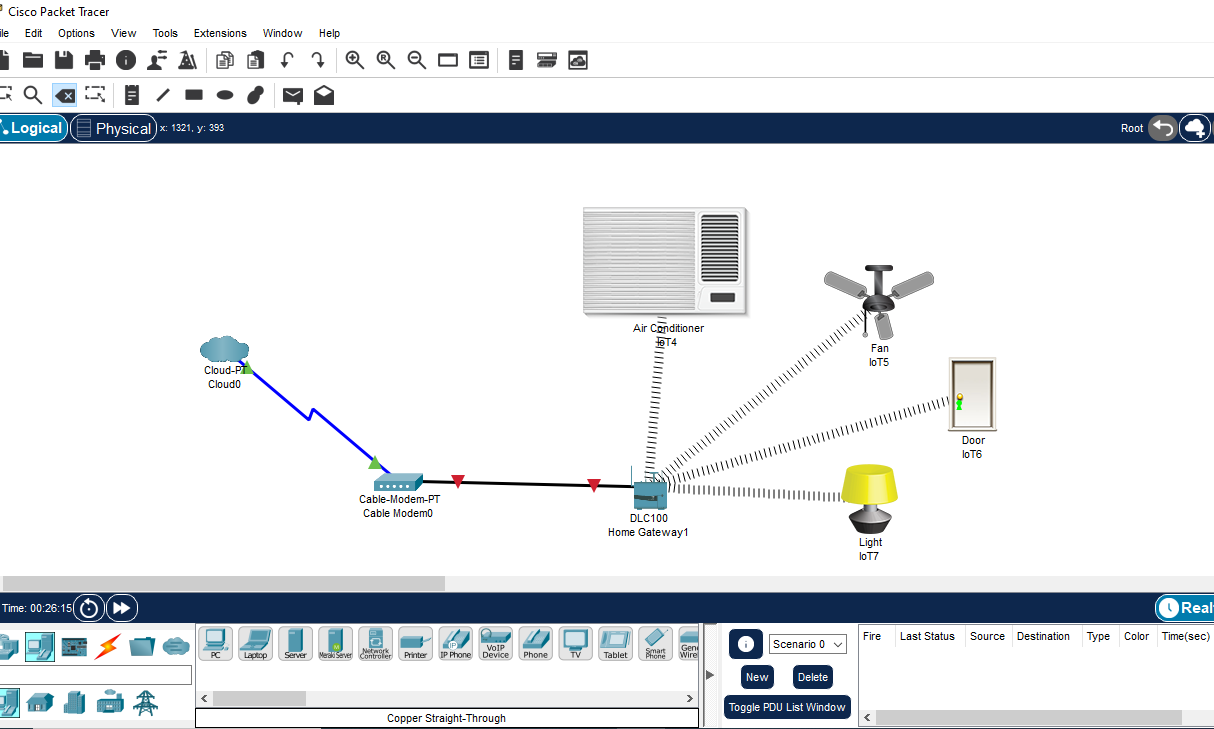 Cisco Packet Tracer
ile Edit Options View Tools Extensions Window Help
Logical Physical x: 1321, y: 393 Root
Air Conditioner
IoT4
Fan
IoT5
Cloud-PT
Cloud0
Door
IoT6
Cable-Modem-PT
Cable Modem0
DLC100
Home Gateway1
Light
IoT7
Time: 00:26:15 Real
PC Laptop Server Meraki Server Network Controller Printer IP Phone VoIP Device Phone TV Tablet Smart Phone
Scenario 0
New Delete
Toggle PDU List Window
Fire Last Status Source Destination Type Color Time(sec)
Copper Straight-Through